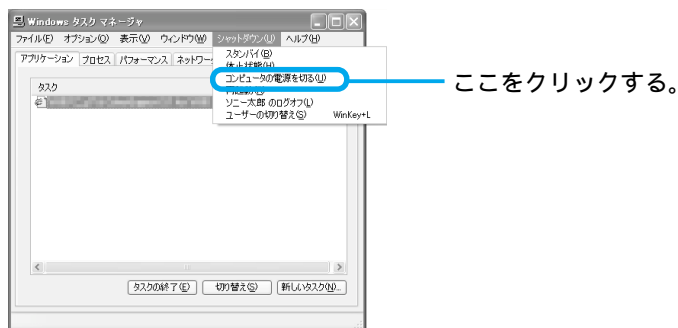 Windows タスク マネージャ
ファイル(F) オプション(O) 表示(V) ウィンドウ(W) シャットダウン(U) ヘルプ(H)
アプリケーション プロセス パフォーマンス ネットワー
スタンバイ(B)
休止状態(H)
コンピュータの電源を切る(U)
ここをクリックする。
再起動(R)
ソニー太郎 のログオフ(L)
ユーザーの切り替え(S) WinKey+L
タスク
タスクの終了(E) 切り替え(S) 新しいタスク(N)...